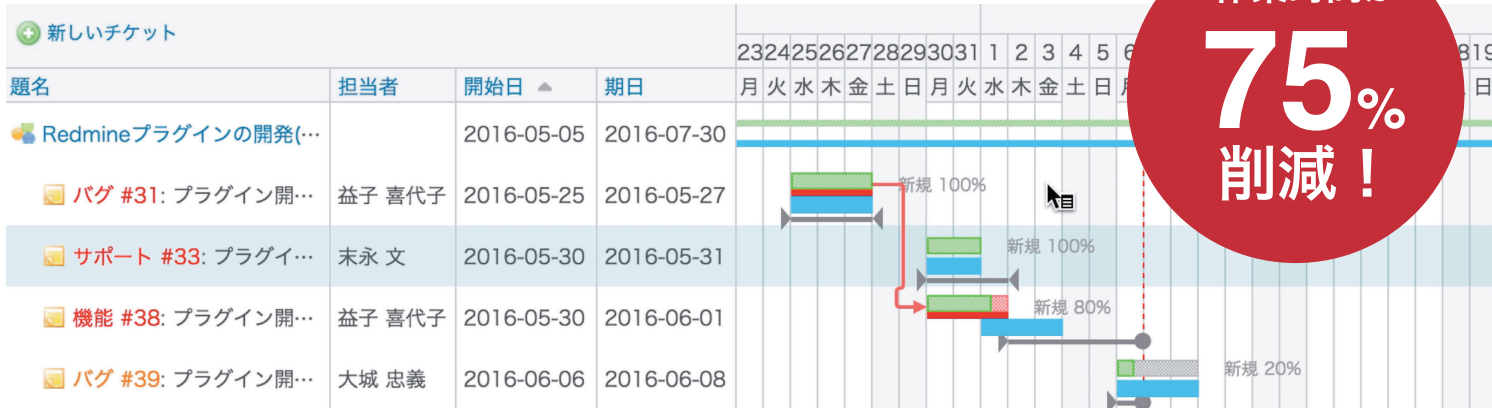 新しいチケット
23 24 25 26 27 28 29 30 31 1 2 3 4 5 19
題名 担当者 開始日 期日 月 火 水 木 金 土 日 月 火 水 木 金 土 日 日
Redmineプラグインの開発(… 2016-05-05 2016-07-30
バグ #31: プラグイン開… 益子 喜代子 2016-05-25 2016-05-27 新規 100%
サポート #33: プラグイ… 末永 文 2016-05-30 2016-05-31 新規 100%
機能 #38: プラグイン開… 益子 喜代子 2016-05-30 2016-06-01 新規 80%
バグ #39: プラグイン開… 大城 忠義 2016-06-06 2016-06-08 新規 20%
75%
削減！